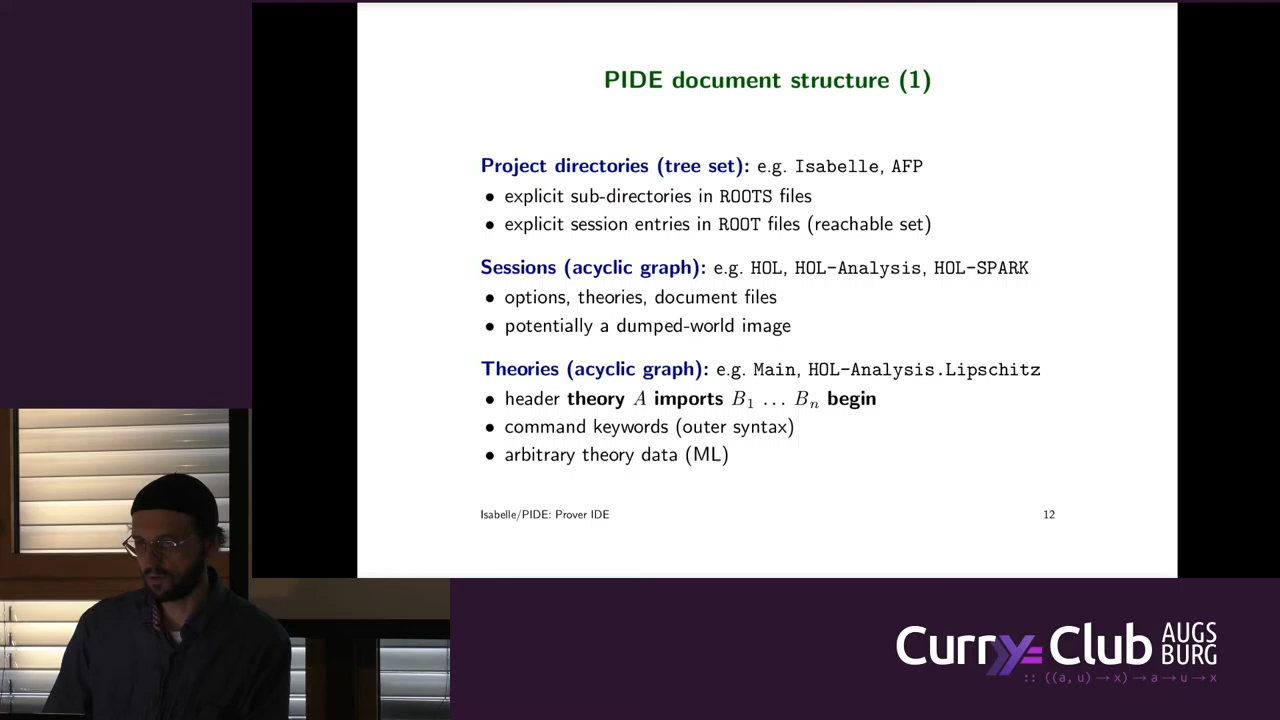 PIDE document structure (1)
Project directories (tree set): e.g. Isabelle, AFP
• explicit sub-directories in ROOTS files
• explicit session entries in ROOT files (reachable set)
Sessions (acyclic graph): e.g. HOL, HOL-Analysis, HOL-SPARK
• options, theories, document files
• potentially a dumped-world image
Theories (acyclic graph): e.g. Main, HOL-Analysis.Lipschitz
• header theory A imports B₁ ... Bₙ begin
• command keywords (outer syntax)
• arbitrary theory data (ML)
Isabelle/PIDE: Prover IDE 12
Curry Club AUGS
BURG
:: ((a, u) → x) → a → u → x